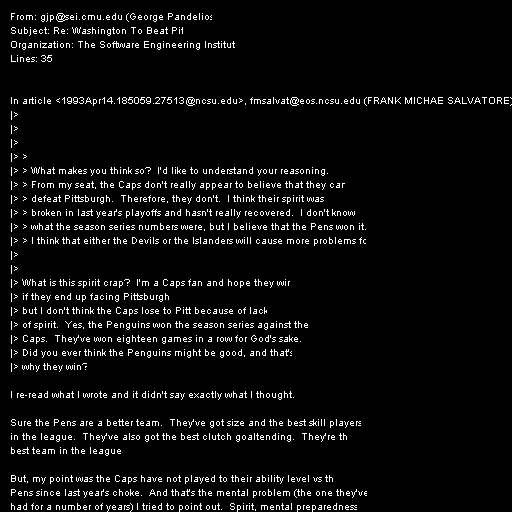 From: gjp@sei.cmu.edu (George Pandelios
Subject: Re: Washington To Beat Pit
Organization: The Software Engineering Institut
Lines: 35
In article <1993Apr14.185059.27513@ncsu.edu>, fmsalvat@eos.ncsu.edu (FRANK MICHAE SALVATORE)
|>
|>
|>
|> >
|> > What makes you think so?  I'd like to understand your reasoning.
|> > From my seat, the Caps don't really appear to believe that they can
|> > defeat Pittsburgh.  Therefore, they don't.  I think their spirit was
|> > broken in last year's playoffs and hasn't really recovered.  I don't know
|> > what the season series numbers were, but I believe that the Pens won it.
|> > I think that either the Devils or the Islanders will cause more problems fo
|>
|>
|> What is this spirit crap?  I'm a Caps fan and hope they win
|> if they end up facing Pittsburgh
|> but I don't think the Caps lose to Pitt because of lack
|> of spirit.  Yes, the Penguins won the season series against the
|> Caps.  They've won eighteen games in a row for God's sake.
|> Did you ever think the Penguins might be good, and that's
|> why they win?
I re-read what I wrote and it didn't say exactly what I thought.
Sure the Pens are a better team.  They've got size and the best skill players
in the league.  They've also got the best clutch goaltending.  They're th
best team in the league
But, my point was the Caps have not played to their ability level vs th
Pens since last year's choke.  And that's the mental problem (the one they've
had for a number of years) I tried to point out.  Spirit, mental preparedness